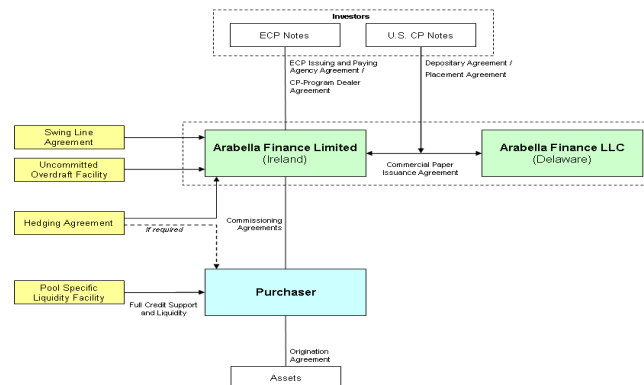 Investors
ECP Notes
U.S. CP Notes
ECP Issuing and Paying
Agency Agreement /
CP-Program Dealer
Agreement
Depositary Agreement /
Placement Agreement
Swing Line
Agreement
Uncommitted
Overdraft Facility
Arabella Finance Limited
(Ireland)
Commercial Paper
Issuance Agreement
Arabella Finance LLC
(Delaware)
Hedging Agreement
if required
Commissioning
Agreements
Pool Specific
Liquidity Facility
Full Credit Support
and Liquidity
Purchaser
Origination
Agreement
Assets